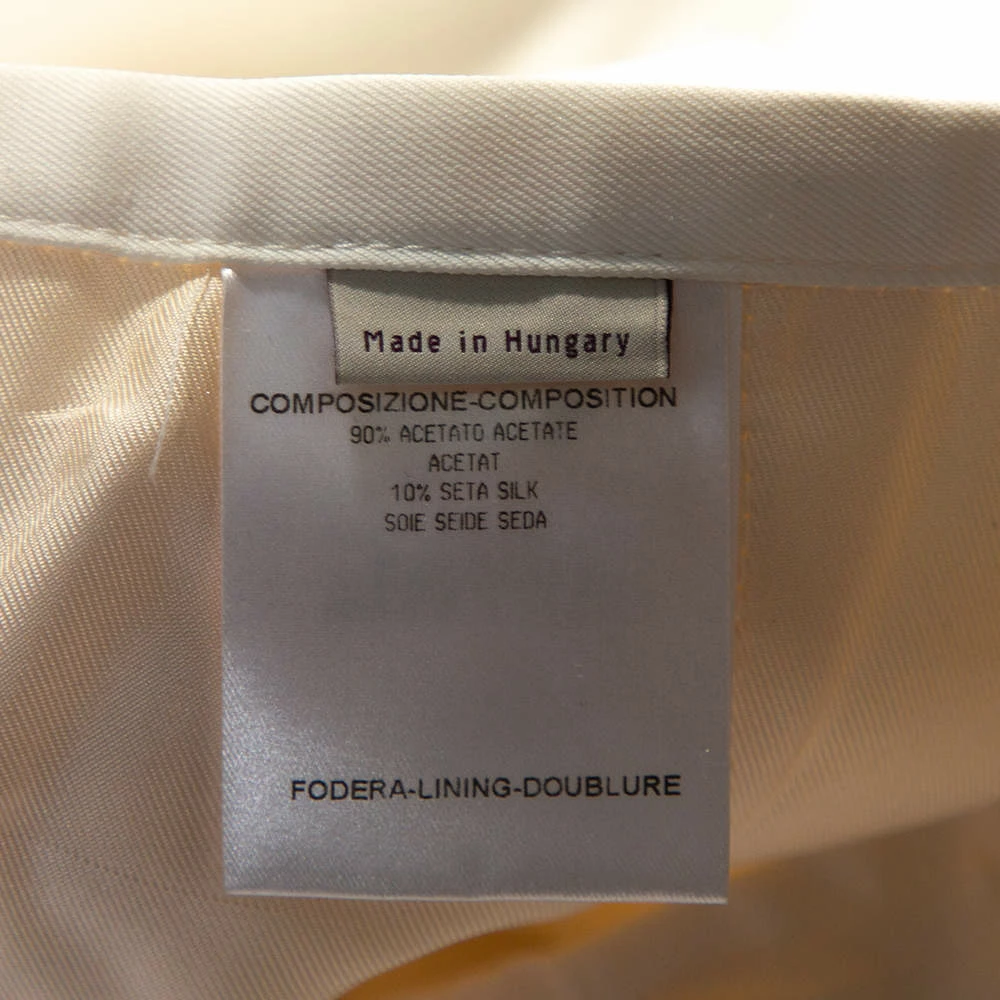 Made in Hungary
COMPOSIZIONE-COMPOSITION
90% ACETATO ACETATE
ACETAT
10% SETA SILK
SOIE SEIDE SEDA
FODERA-LINING-DOUBLURE